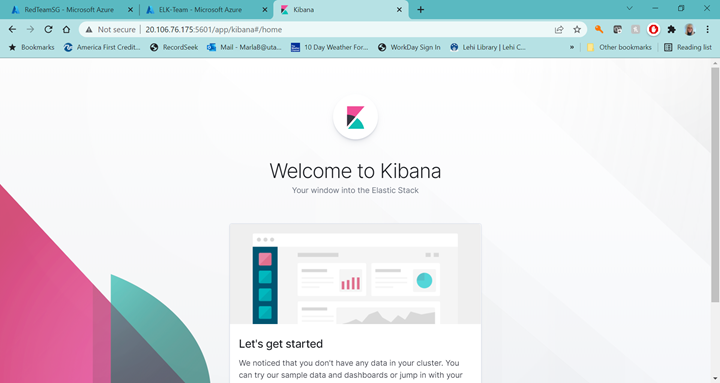 RedTeamSG - Microsoft Azure
ELK-Team - Microsoft Azure
Kibana
Not secure | 20.106.76.175:5601/app/kibana#/home
Bookmarks
America First Credit...
RecordSeek
Mail - MarlaB@utah...
10 Day Weather For...
WorkDay Sign In
Lehi Library | Lehi C...
»
Other bookmarks
Reading list
Welcome to Kibana
Your window into the Elastic Stack
Let's get started
We noticed that you don't have any data in your cluster. You
can try our sample data and dashboards or jump in with your